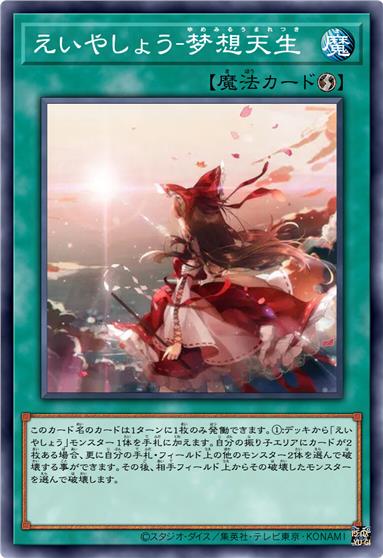 えいやしょう-夢想天生
魔
【魔法カード】
このカード名のカードは1ターンに1枚のみ発動できます。①:デッキから「えい
やしょう」モンスター1体を手札に加えます。自分の振り子エリアにカードが2
枚ある場合、更に自分の手札・フィールド上の他のモンスター2体を選んで破
壊する事ができます。その後、相手フィールド上からその破壊したモンスター
を選んで破壊します。
©スタジオ・ダイス／集英社・テレビ東京・KONAMI